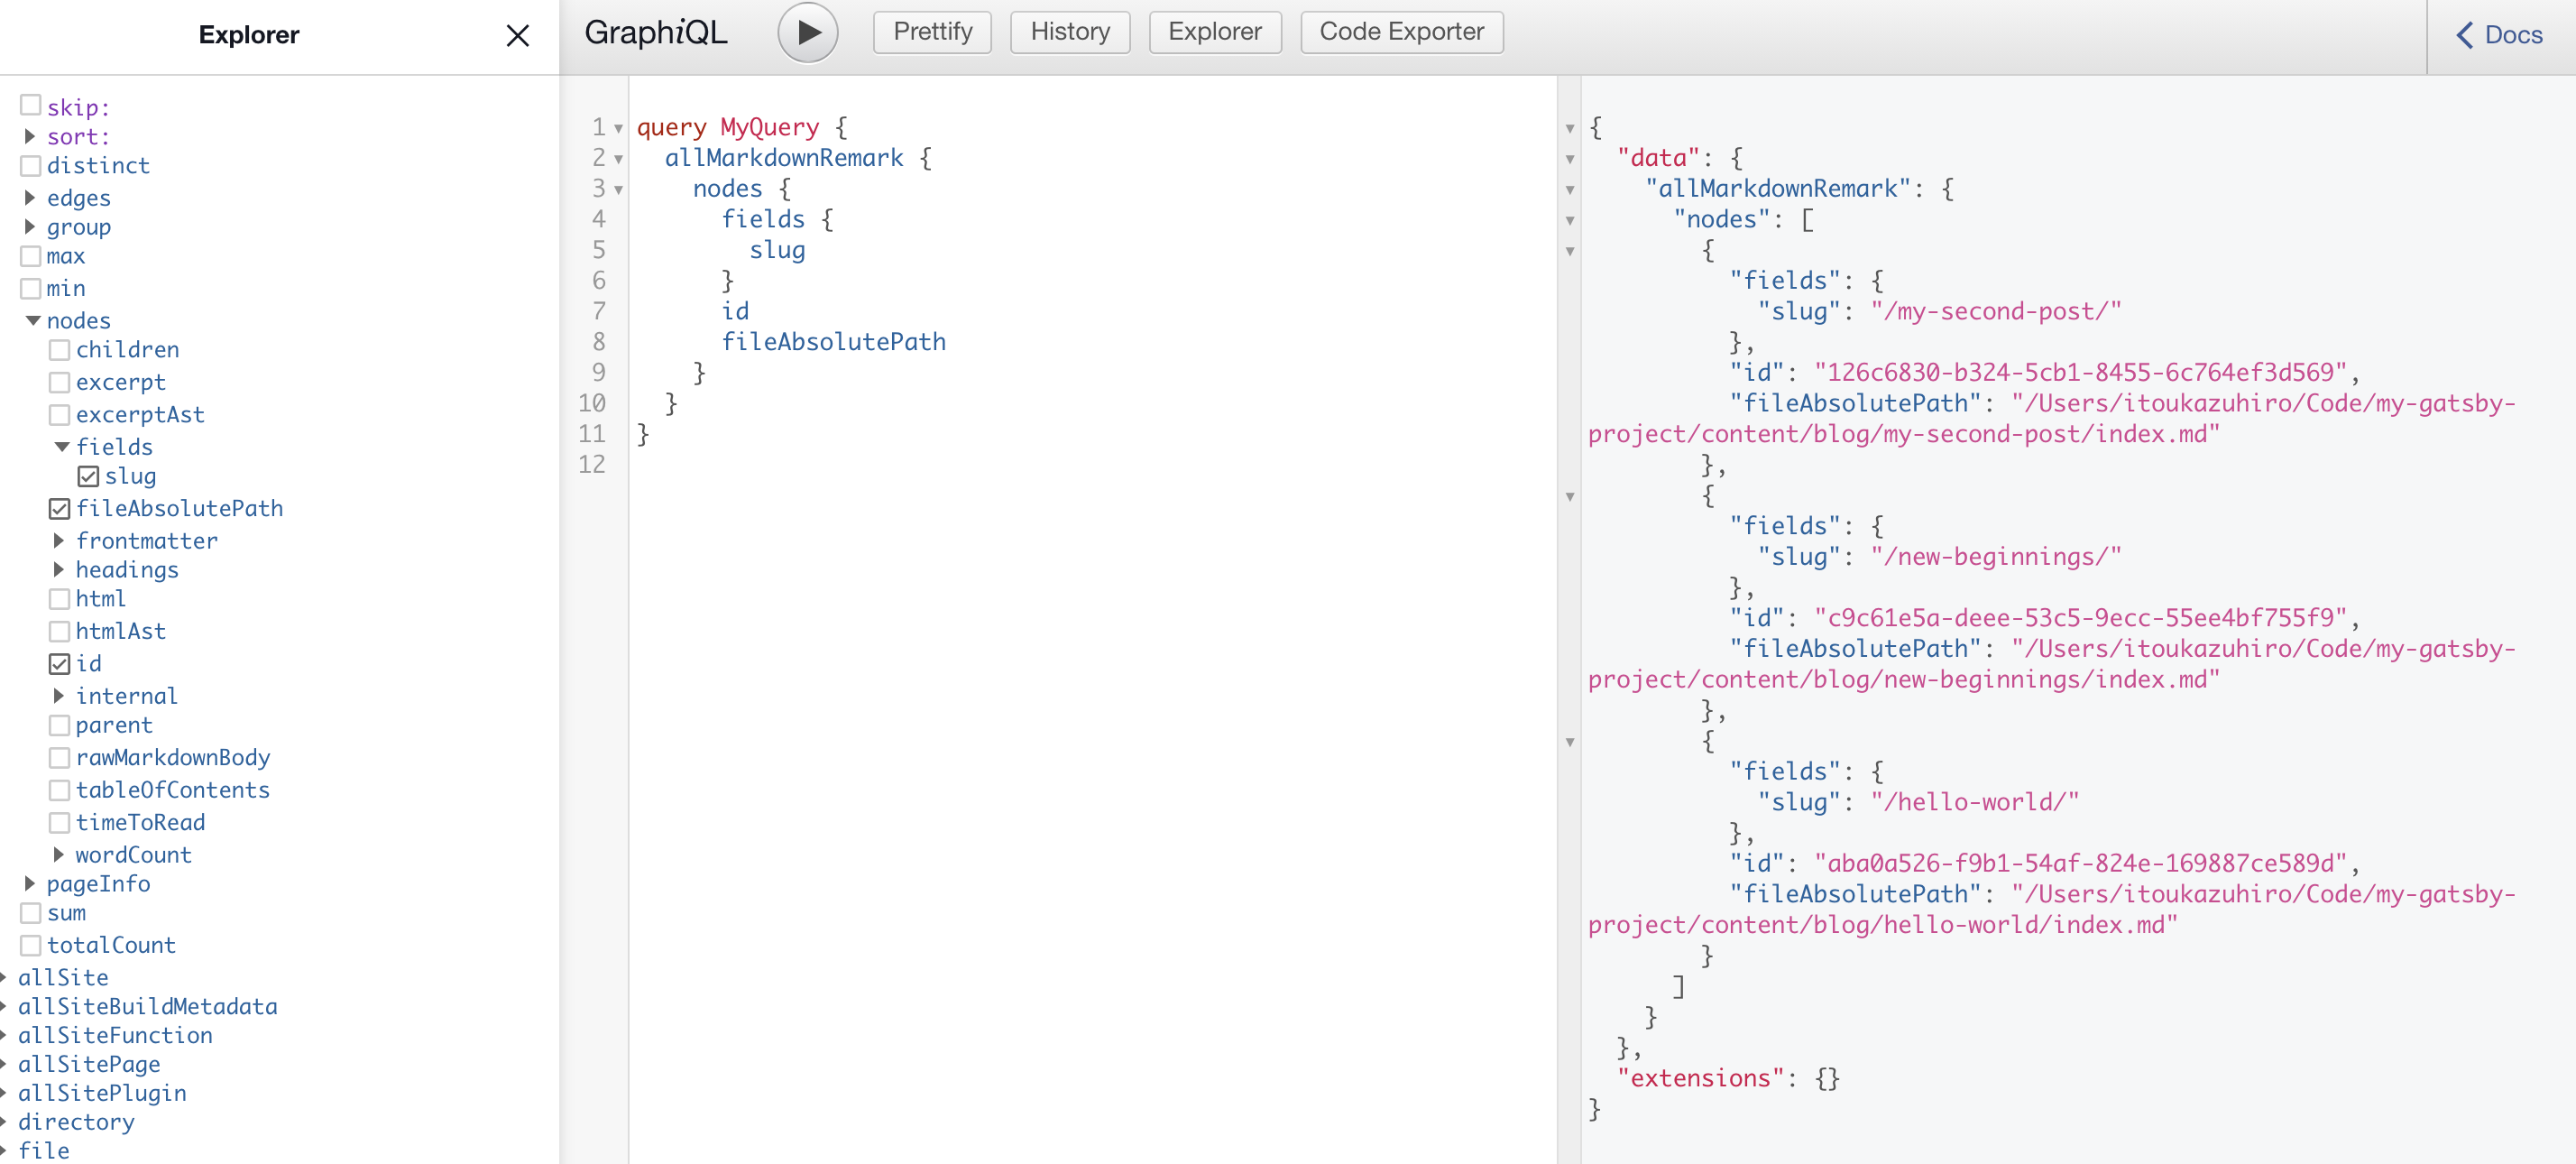 Explorer
GraphiQL
Prettify
History
Explorer
Code Exporter
Docs
skip:
sort:
distinct
edges
group
max
min
nodes
children
excerpt
excerptAst
fields
slug
fileAbsolutePath
frontmatter
headings
html
htmlAst
id
internal
parent
rawMarkdownBody
tableOfContents
timeToRead
wordCount
pageInfo
sum
totalCount
allSite
allSiteBuildMetadata
allSiteFunction
allSitePage
allSitePlugin
directory
file
1 query MyQuery {
2 allMarkdownRemark {
3 nodes {
4 fields {
5 slug
6 }
7 id
8 fileAbsolutePath
9 }
10 }
11 }
12
{
"data": {
"allMarkdownRemark": {
"nodes": [
{
"fields": {
"slug": "/my-second-post/"
},
"id": "126c6830-b324-5cb1-8455-6c764ef3d569",
"fileAbsolutePath": "/Users/itoukazuhiro/Code/my-gatsby-
project/content/blog/my-second-post/index.md"
},
{
"fields": {
"slug": "/new-beginnings/"
},
"id": "c9c61e5a-deee-53c5-9ecc-55ee4bf755f9",
"fileAbsolutePath": "/Users/itoukazuhiro/Code/my-gatsby-
project/content/blog/new-beginnings/index.md"
},
{
"fields": {
"slug": "/hello-world/"
},
"id": "aba0a526-f9b1-54af-824e-169887ce589d",
"fileAbsolutePath": "/Users/itoukazuhiro/Code/my-gatsby-
project/content/blog/hello-world/index.md"
}
]
}
},
"extensions": {}
}